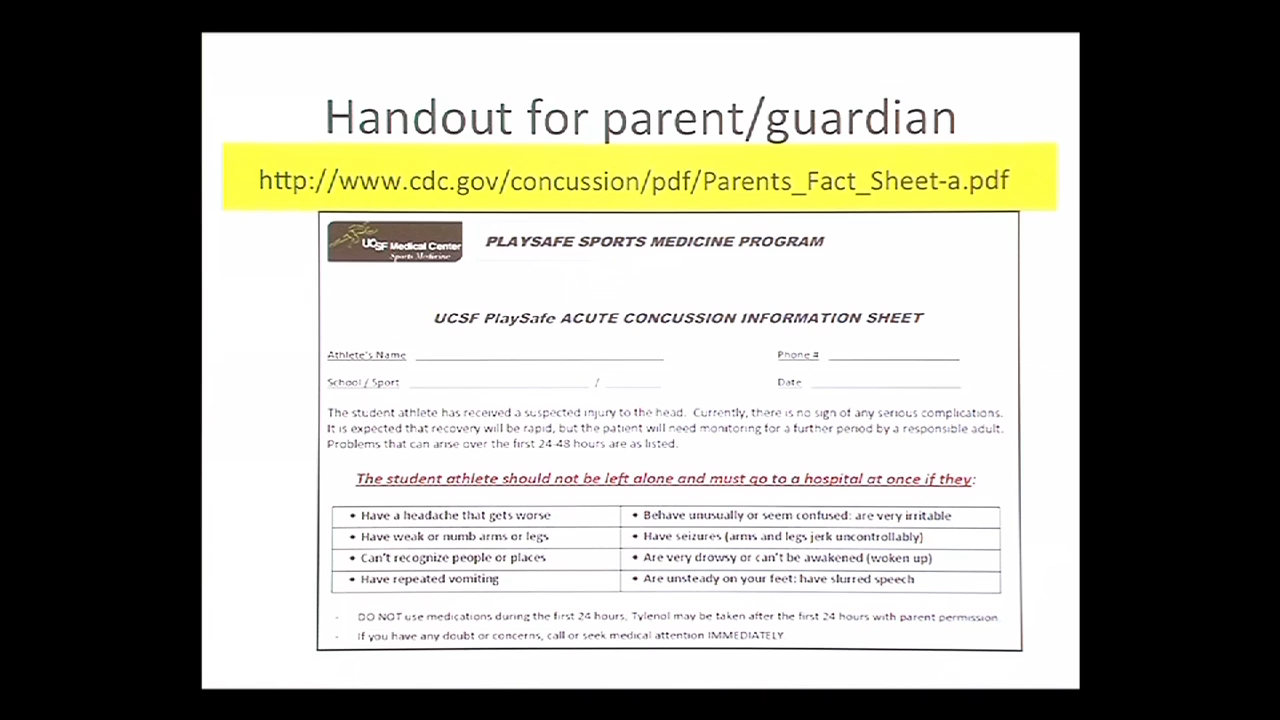 Handout for parent/guardian
http://www.cdc.gov/concussion/pdf/Parents_Fact_Sheet-a.pdf
UCSF Medical Center
Sports Medicine
PLAYSAFE SPORTS MEDICINE PROGRAM
UCSF PlaySafe ACUTE CONCUSSION INFORMATION SHEET
Athlete's Name Phone #
School / Sport / Date
The student athlete has received a suspected injury to the head. Currently, there is no sign of any serious complications.
It is expected that recovery will be rapid, but the patient will need monitoring for a further period by a responsible adult.
Problems that can arise over the first 24-48 hours are as listed.
The student athlete should not be left alone and must go to a hospital at once if they:
• Have a headache that gets worse • Behave unusually or seem confused: are very irritable
• Have weak or numb arms or legs • Have seizures (arms and legs jerk uncontrollably)
• Can't recognize people or places • Are very drowsy or can't be awakened (woken up)
• Have repeated vomiting • Are unsteady on your feet: have slurred speech
- DO NOT use medications during the first 24 hours, Tylenol may be taken after the first 24 hours with parent permission
- If you have any doubt or concerns, call or seek medical attention IMMEDIATELY